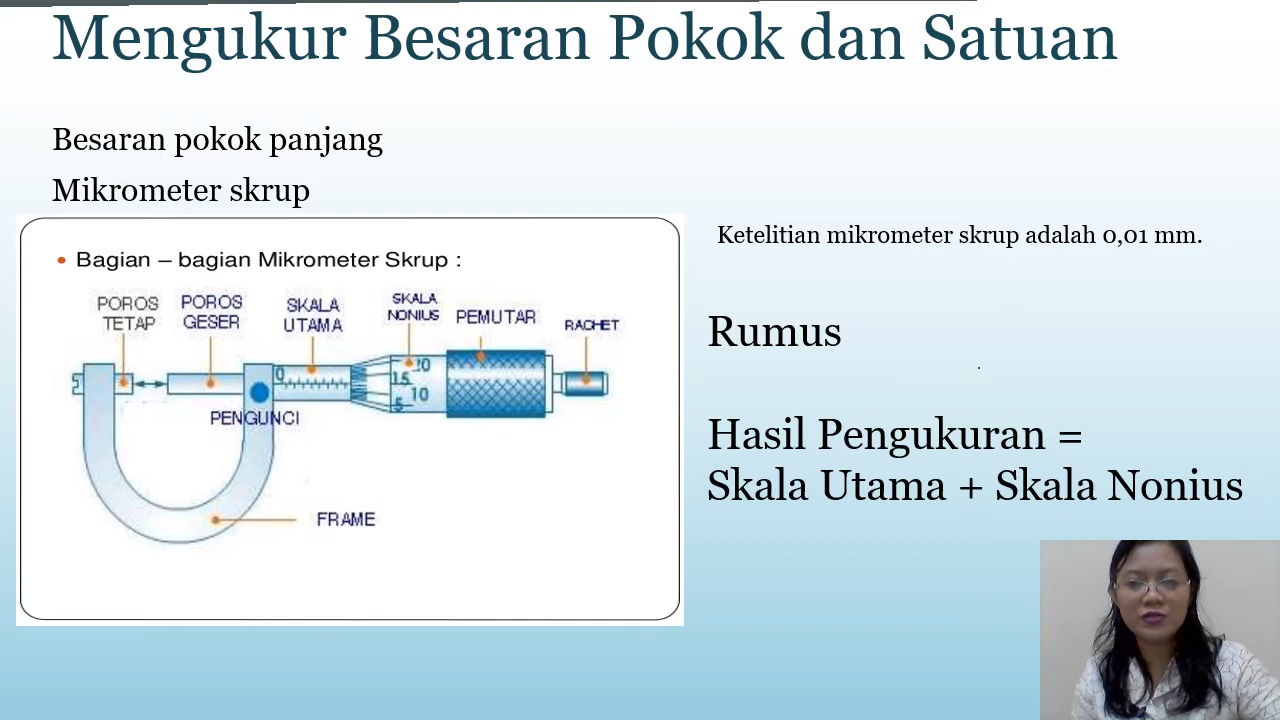 Mengukur Besaran Pokok dan Satuan
Besaran pokok panjang
Mikrometer skrup
• Bagian – bagian Mikrometer Skrup :
POROS
TETAP
POROS
GESER
SKALA
UTAMA
SKALA
NONIUS
PEMUTAR
RACHET
0
20
15
10
5
PENGUNCI
FRAME
Ketelitian mikrometer skrup adalah 0,01 mm.
Rumus
Hasil Pengukuran =
Skala Utama + Skala Nonius